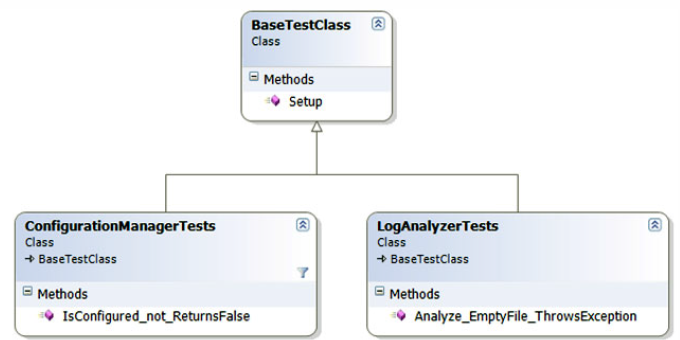 BaseTestClass
Class
Methods
Setup
ConfigurationManagerTests
Class
BaseTestClass
Methods
IsConfigured_not_ReturnsFalse
LogAnalyzerTests
Class
BaseTestClass
Methods
Analyze_EmptyFile_ThrowsException